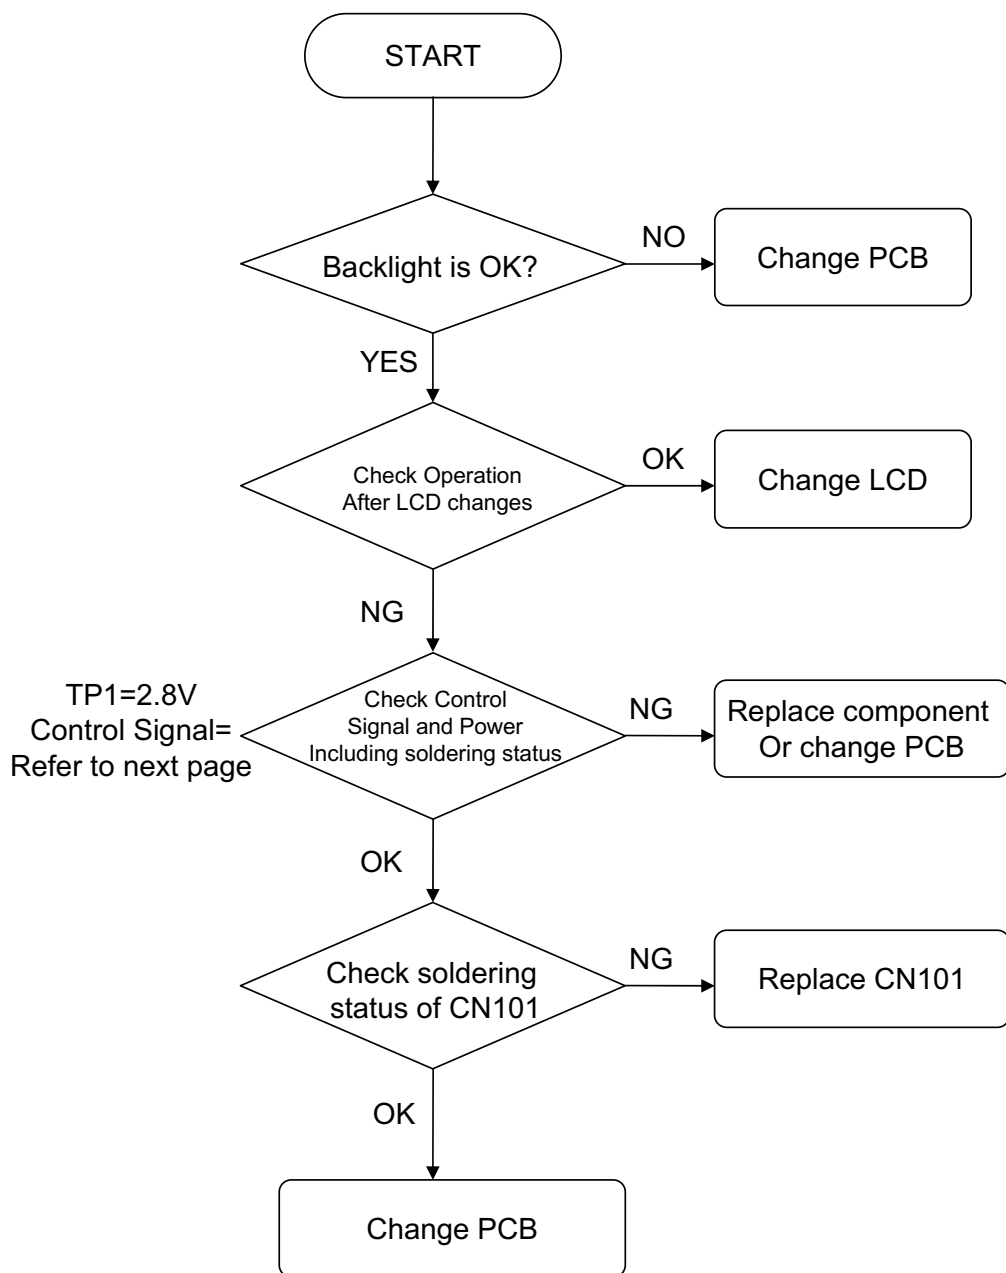 START
Backlight is OK?
NO
Change PCB
YES
Check Operation
After LCD changes
OK
Change LCD
NG
TP1=2.8V
Control Signal=
Refer to next page
Check Control
Signal and Power
Including soldering status
NG
Replace component
Or change PCB
OK
Check soldering
status of CN101
NG
Replace CN101
OK
Change PCB